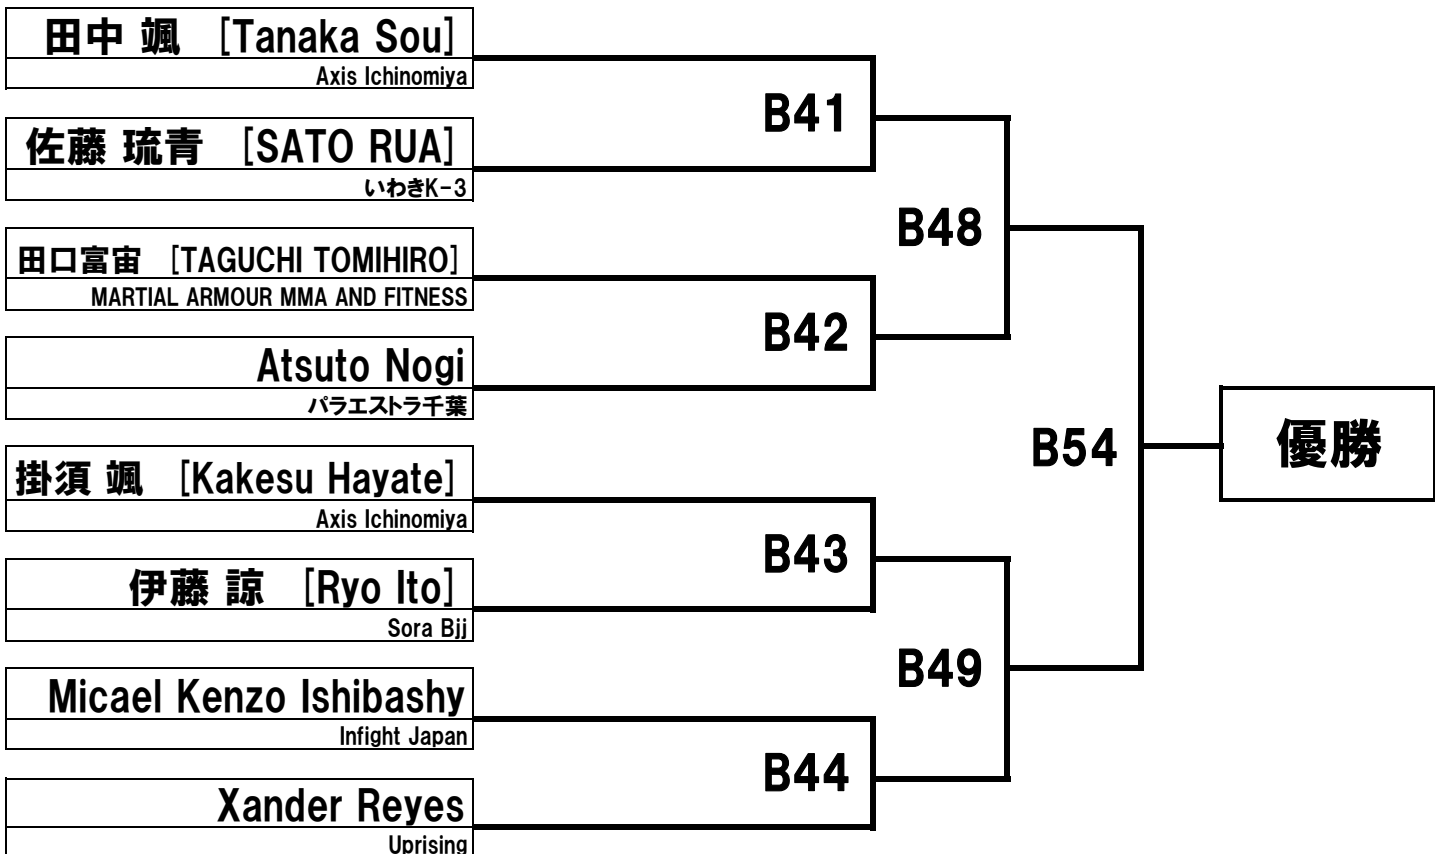 田中 颯 [Tanaka Sou]
Axis Ichinomiya
佐藤 琉青 [SATO RUA]
いわきK-3
田口富宙 [TAGUCHI TOMIHIRO]
MARTIAL ARMOUR MMA AND FITNESS
Atsuto Nogi
パラエストラ千葉
掛須 颯 [Kakesu Hayate]
Axis Ichinomiya
伊藤 諒 [Ryo Ito]
Sora Bjj
Micael Kenzo Ishibashy
Infight Japan
Xander Reyes
Uprising
B41
B42
B43
B44
B48
B49
B54
優勝